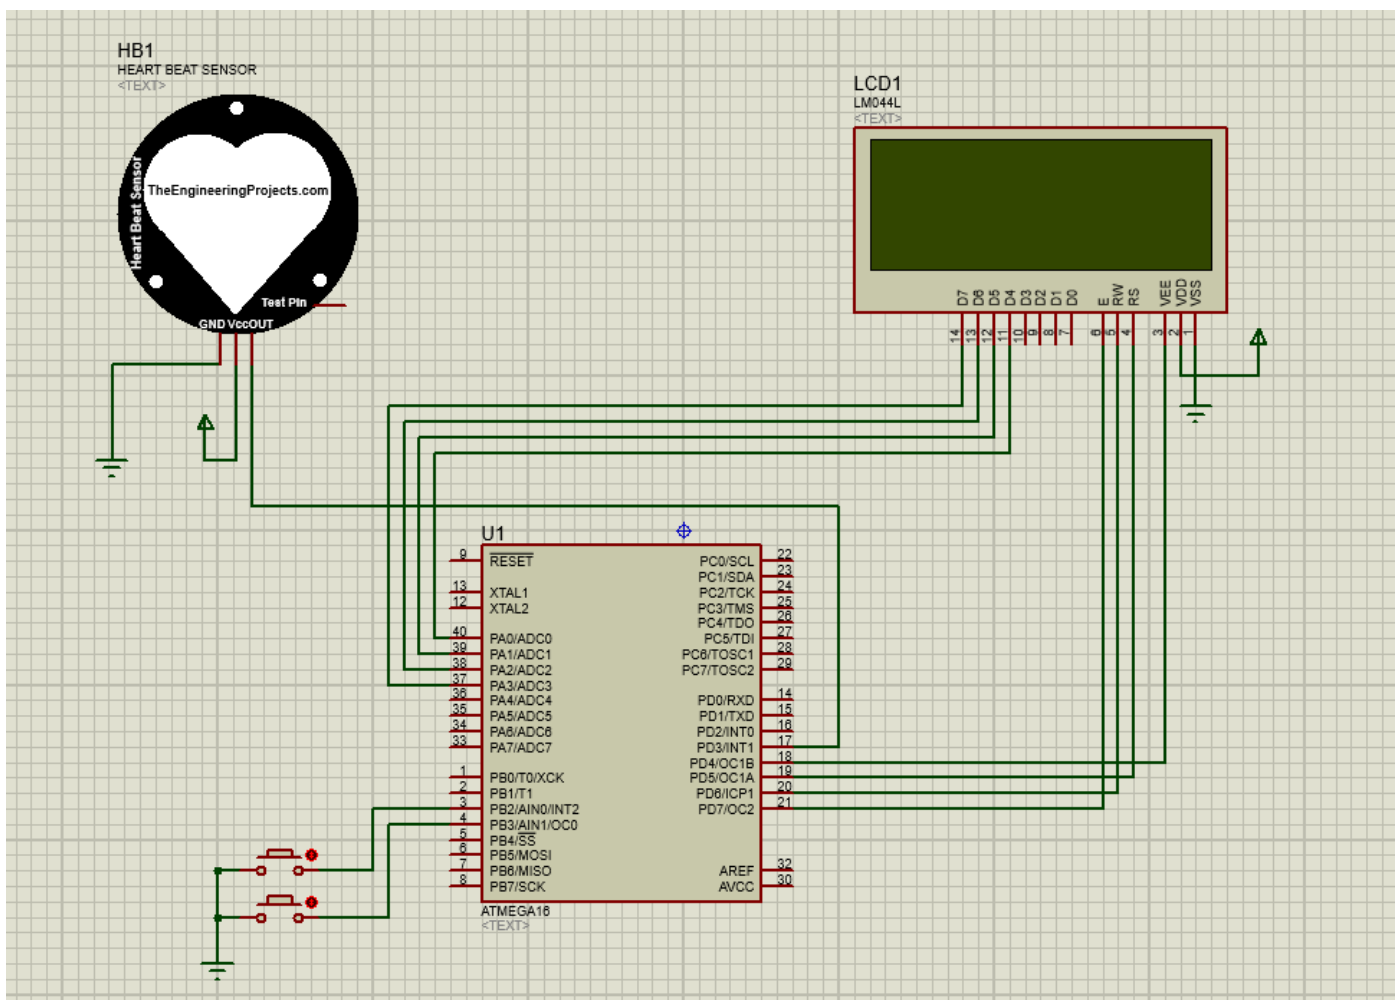 HB1
HEART BEAT SENSOR
<TEXT>
Heart Beat Sensor
TheEngineeringProjects.com
Test Pin
GND Vcc OUT
LCD1
LM044L
<TEXT>
D7 D6 D5 D4 D3 D2 D1 D0 E RW RS VEE VDD VSS
14 13 12 11 10 9 8 7 6 5 4 3 2 1
U1
9 RESET PC0/SCL 22
PC1/SDA 23
13 XTAL1 PC2/TCK 24
12 XTAL2 PC3/TMS 25
PC4/TDO 26
40 PA0/ADC0 PC5/TDI 27
39 PA1/ADC1 PC6/TOSC1 28
38 PA2/ADC2 PC7/TOSC2 29
37 PA3/ADC3
36 PA4/ADC4 PD0/RXD 14
35 PA5/ADC5 PD1/TXD 15
34 PA6/ADC6 PD2/INT0 16
33 PA7/ADC7 PD3/INT1 17
PD4/OC1B 18
1 PB0/T0/XCK PD5/OC1A 19
2 PB1/T1 PD6/ICP1 20
3 PB2/AIN0/INT2 PD7/OC2 21
4 PB3/AIN1/OC0
5 PB4/SS
6 PB5/MOSI
7 PB6/MISO AREF 32
8 PB7/SCK AVCC 30
ATMEGA16
<TEXT>